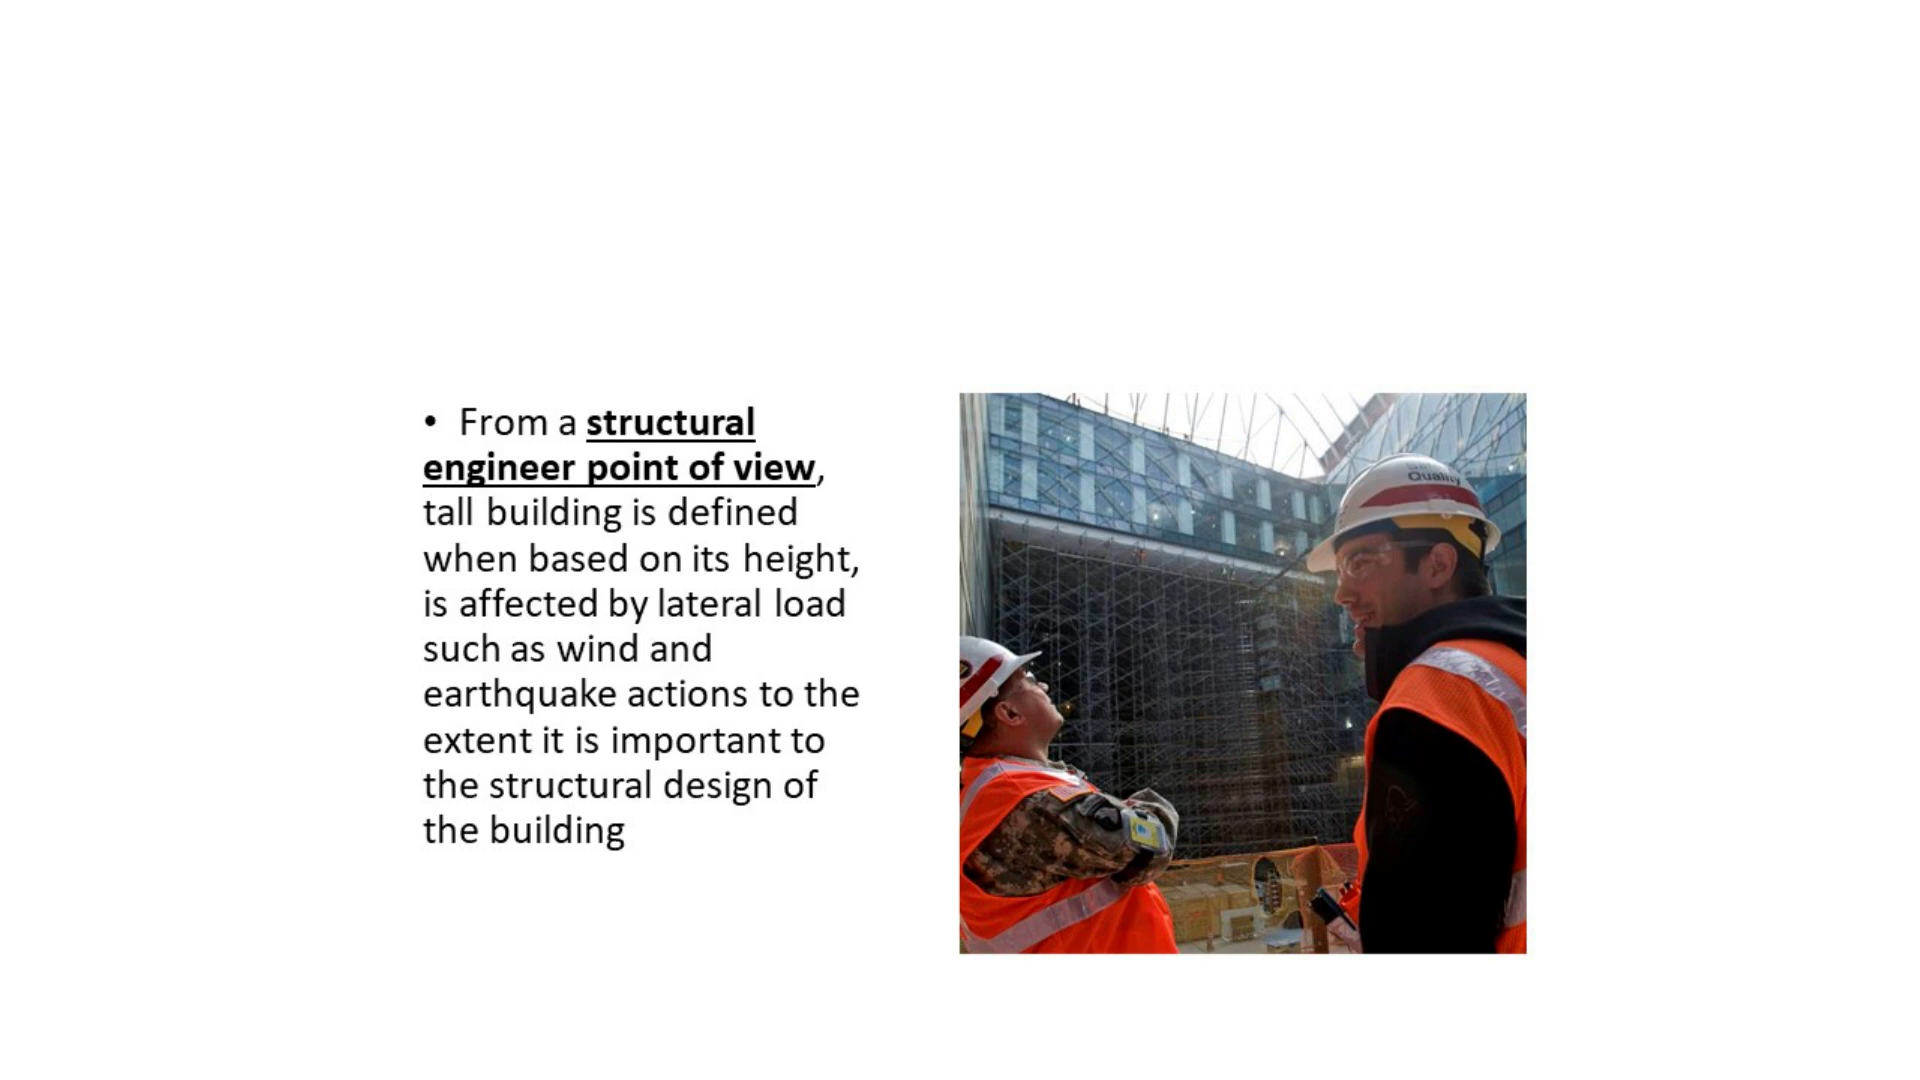 • From a structural
engineer point of view,
tall building is defined
when based on its height,
is affected by lateral load
such as wind and
earthquake actions to the
extent it is important to
the structural design of
the building
Quality